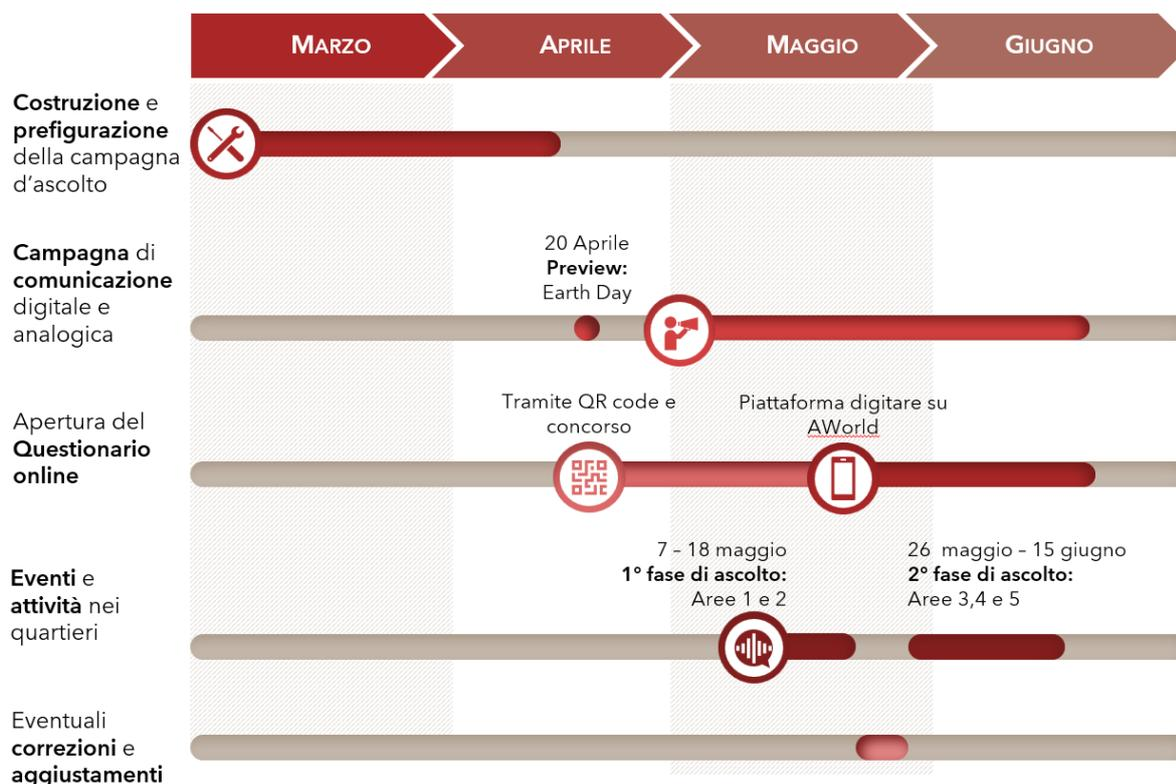 MARZO
APRILE
MAGGIO
GIUGNO
Costruzione e
prefigurazione
della campagna
d'ascolto
20 Aprile
Preview:
Earth Day
Campagna di
comunicazione
digitale e
analogica
Tramite QR code e
concorso
Piattaforma digitare su
AWorld
Apertura del
Questionario
online
7 – 18 maggio
1° fase di ascolto:
Aree 1 e 2
26  maggio – 15 giugno
2° fase di ascolto:
Aree 3,4 e 5
Eventi e
attività nei
quartieri
Eventuali
correzioni e
aggiustamenti